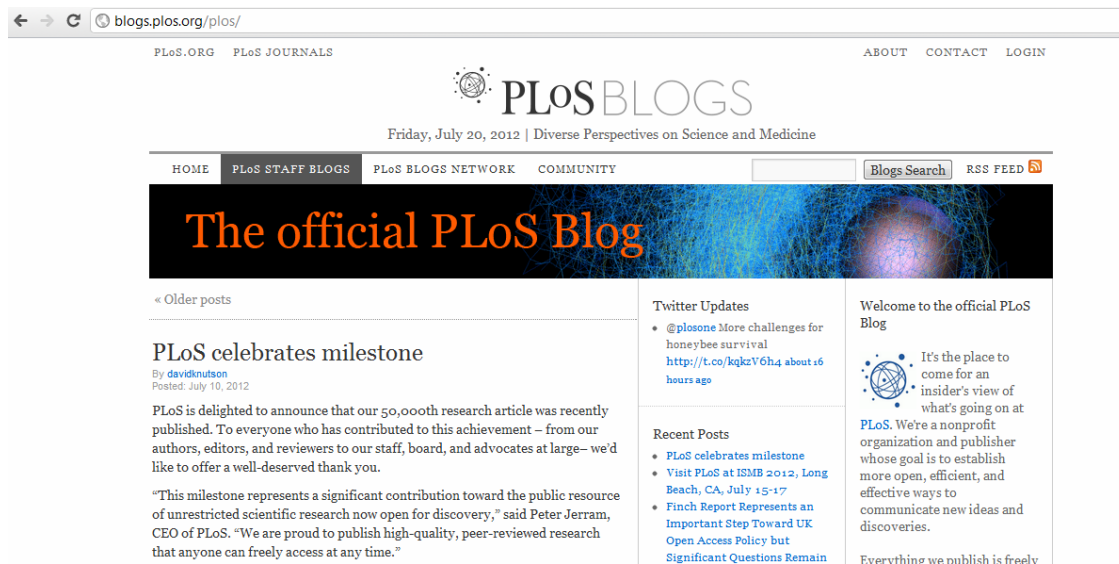 blogs.plos.org/plos/
PLoS.ORG PLoS JOURNALS
ABOUT CONTACT LOGIN
PLoS BLOGS
Friday, July 20, 2012 | Diverse Perspectives on Science and Medicine
HOME PLoS STAFF BLOGS PLoS BLOGS NETWORK COMMUNITY
Blogs Search RSS FEED
The official PLoS Blog
« Older posts
PLoS celebrates milestone
By davidknutson
Posted: July 10, 2012
PLoS is delighted to announce that our 50,000th research article was recently
published. To everyone who has contributed to this achievement – from our
authors, editors, and reviewers to our staff, board, and advocates at large– we'd
like to offer a well-deserved thank you.
“This milestone represents a significant contribution toward the public resource
of unrestricted scientific research now open for discovery,” said Peter Jerram,
CEO of PLoS. “We are proud to publish high-quality, peer-reviewed research
that anyone can freely access at any time.”
Twitter Updates
@plosone More challenges for
honeybee survival
http://t.co/kqkzV6h4 about 16
hours ago
Recent Posts
PLoS celebrates milestone
Visit PLoS at ISMB 2012, Long
Beach, CA, July 15-17
Finch Report Represents an
Important Step Toward UK
Open Access Policy but
Significant Questions Remain
Welcome to the official PLoS
Blog
It's the place to
come for an
insider's view of
what's going on at
PLoS. We're a nonprofit
organization and publisher
whose goal is to establish
more open, efficient, and
effective ways to
communicate new ideas and
discoveries.
Everything we publish is freely